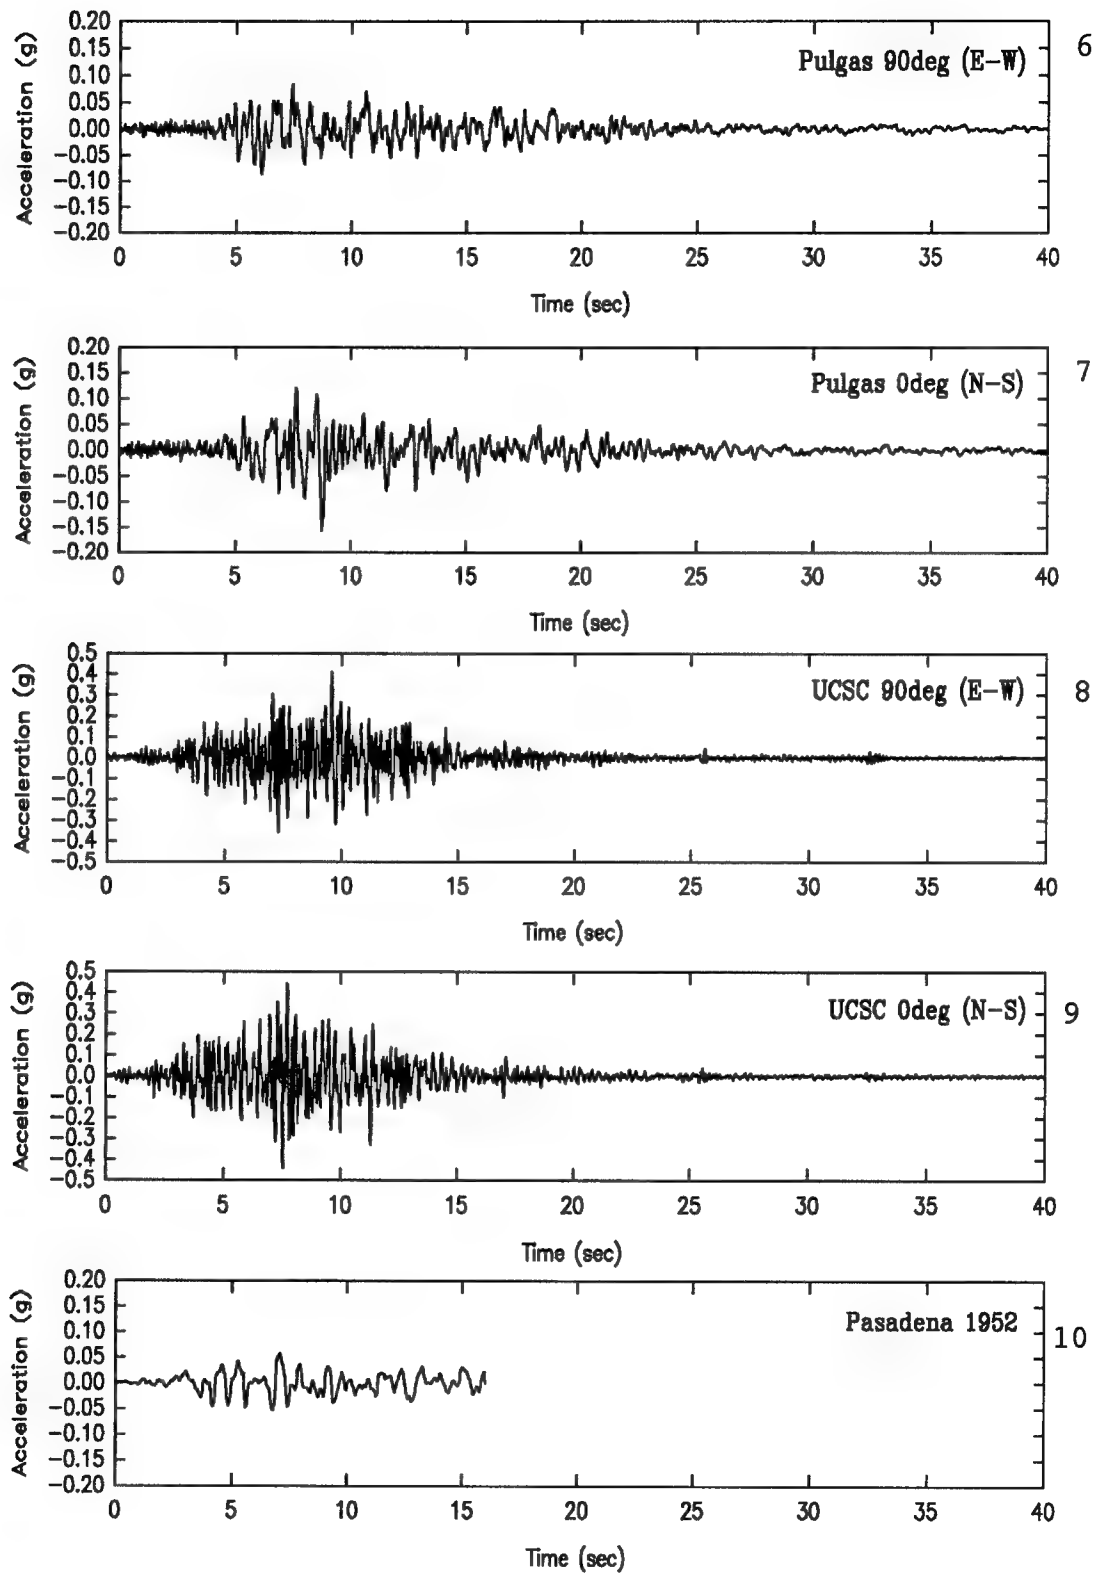 0.20
0.15
0.10
0.05
0.00
-0.05
-0.10
-0.15
-0.20
Acceleration (g)
Pulgas 90deg (E-W)
6
0 5 10 15 20 25 30 35 40
Time (sec)
0.20
0.15
0.10
0.05
0.00
-0.05
-0.10
-0.15
-0.20
Acceleration (g)
Pulgas 0deg (N-S)
7
0 5 10 15 20 25 30 35 40
Time (sec)
0.5
0.4
0.3
0.2
0.1
0.0
-0.1
-0.2
-0.3
-0.4
-0.5
Acceleration (g)
UCSC 90deg (E-W)
8
0 5 10 15 20 25 30 35 40
Time (sec)
0.5
0.4
0.3
0.2
0.1
0.0
-0.1
-0.2
-0.3
-0.4
-0.5
Acceleration (g)
UCSC 0deg (N-S)
9
0 5 10 15 20 25 30 35 40
Time (sec)
0.20
0.15
0.10
0.05
0.00
-0.05
-0.10
-0.15
-0.20
Acceleration (g)
Pasadena 1952
10
0 5 10 15 20 25 30 35 40
Time (sec)